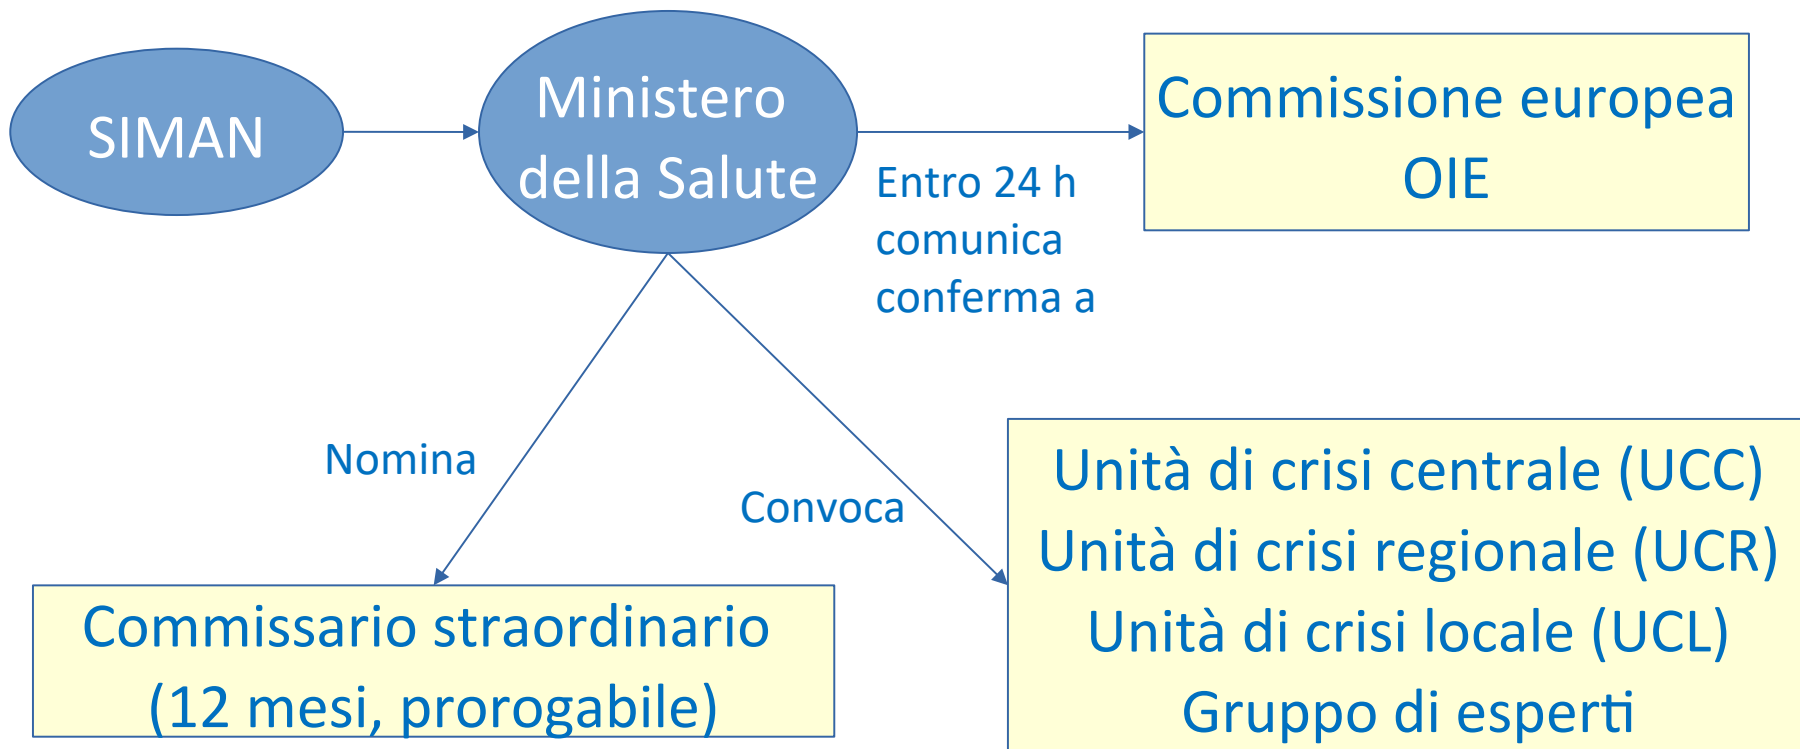 SIMAN
Ministero
della Salute
Entro 24 h
comunica
conferma a
Commissione europea
OIE
Nomina
Convoca
Commissario straordinario
(12 mesi, prorogabile)
Unità di crisi centrale (UCC)
Unità di crisi regionale (UCR)
Unità di crisi locale (UCL)
Gruppo di esperti